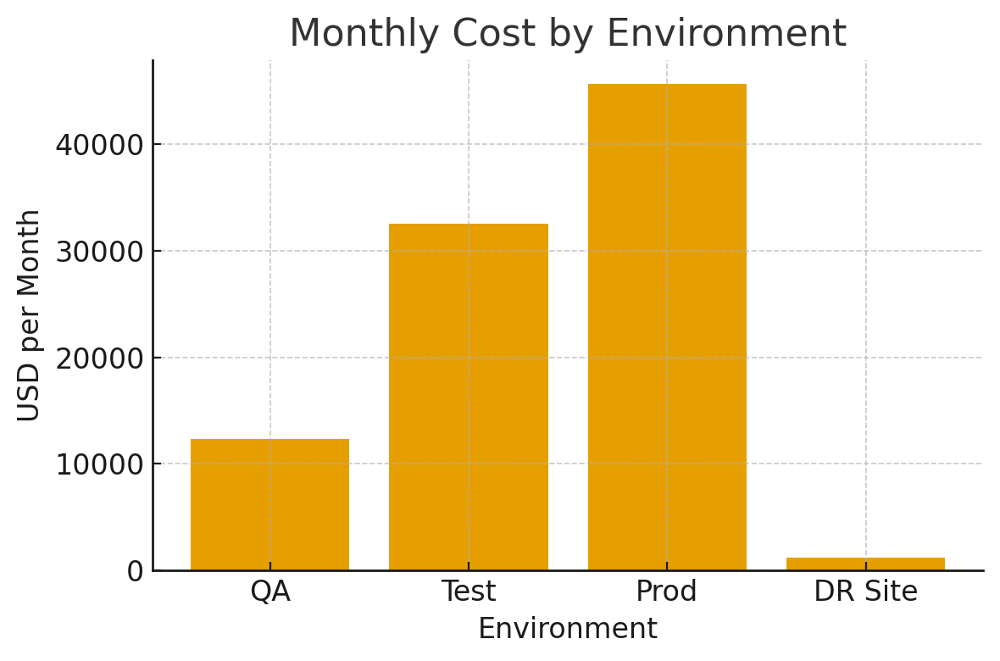 Monthly Cost by Environment
USD per Month
40000
30000
20000
10000
0
QA Test Prod DR Site
Environment